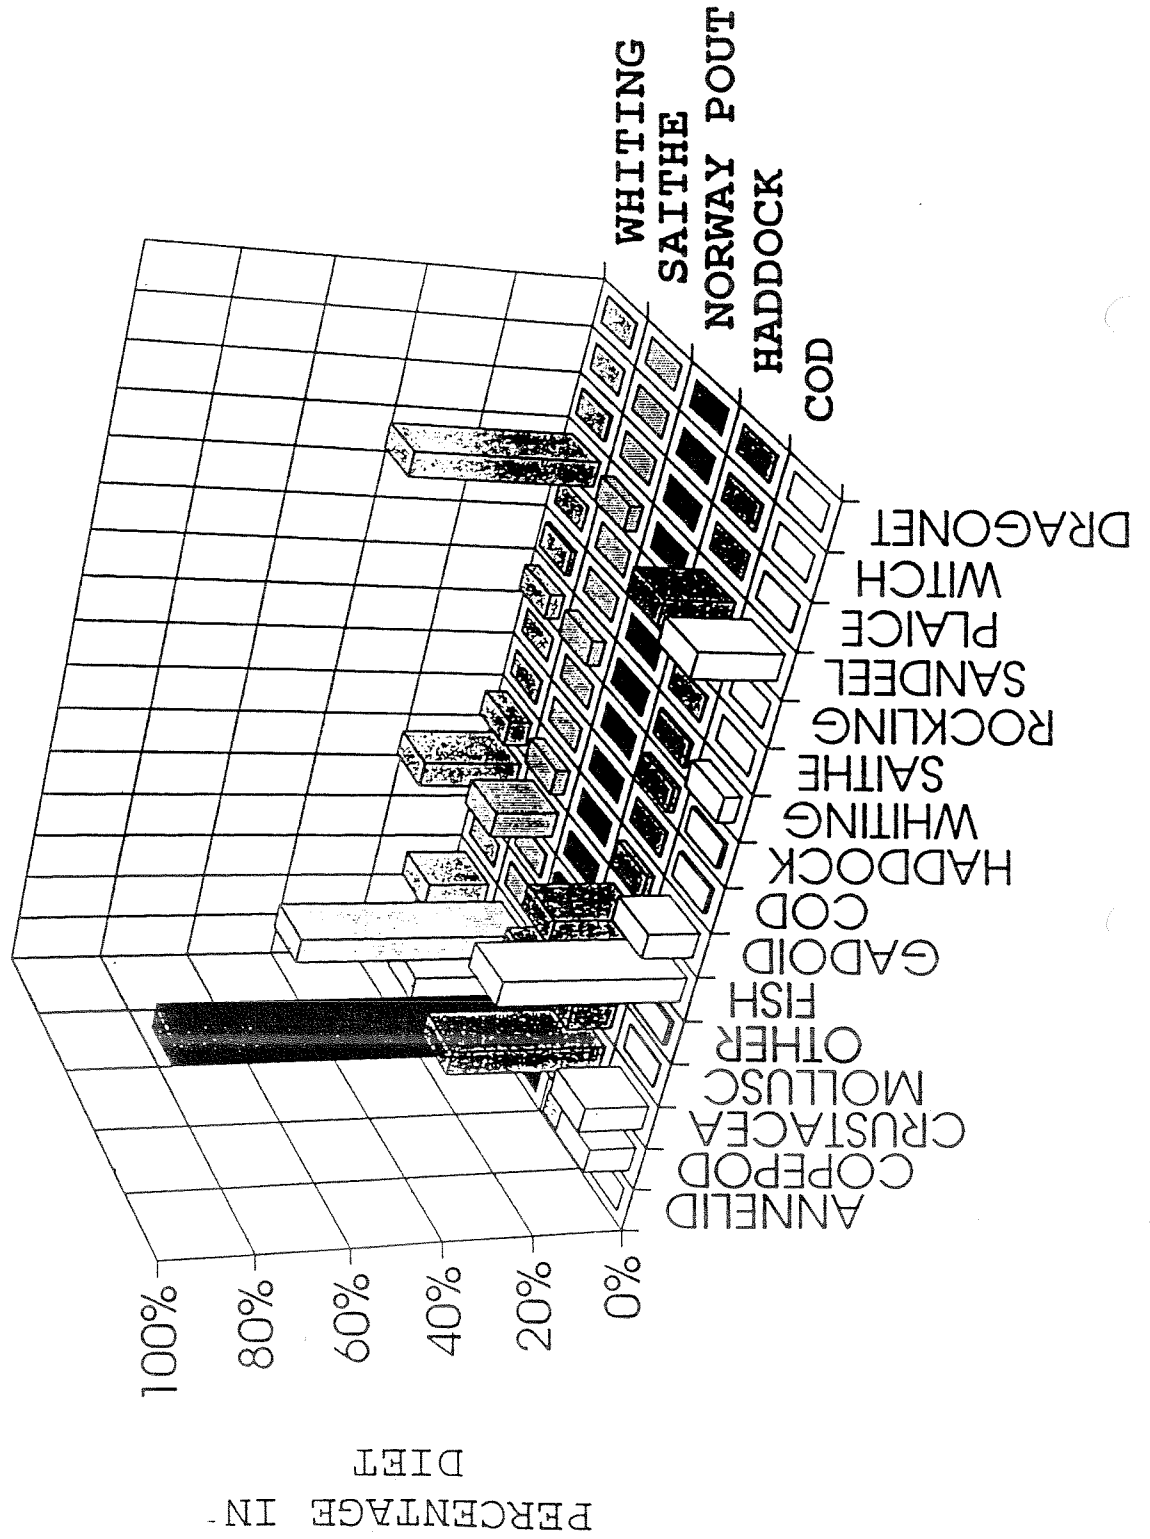 PERCENTAGE IN
DIET
100%
80%
60%
40%
20%
0%
ANNELID
COPEPOD
CRUSTACEA
MOLLUSC
OTHER
FISH
GADOID
COD
HADDOCK
WHITING
SAITHE
ROCKLING
SANDEEL
PLAICE
WITCH
DRAGONET
WHITING
SAITHE
NORWAY POUT
HADDOCK
COD